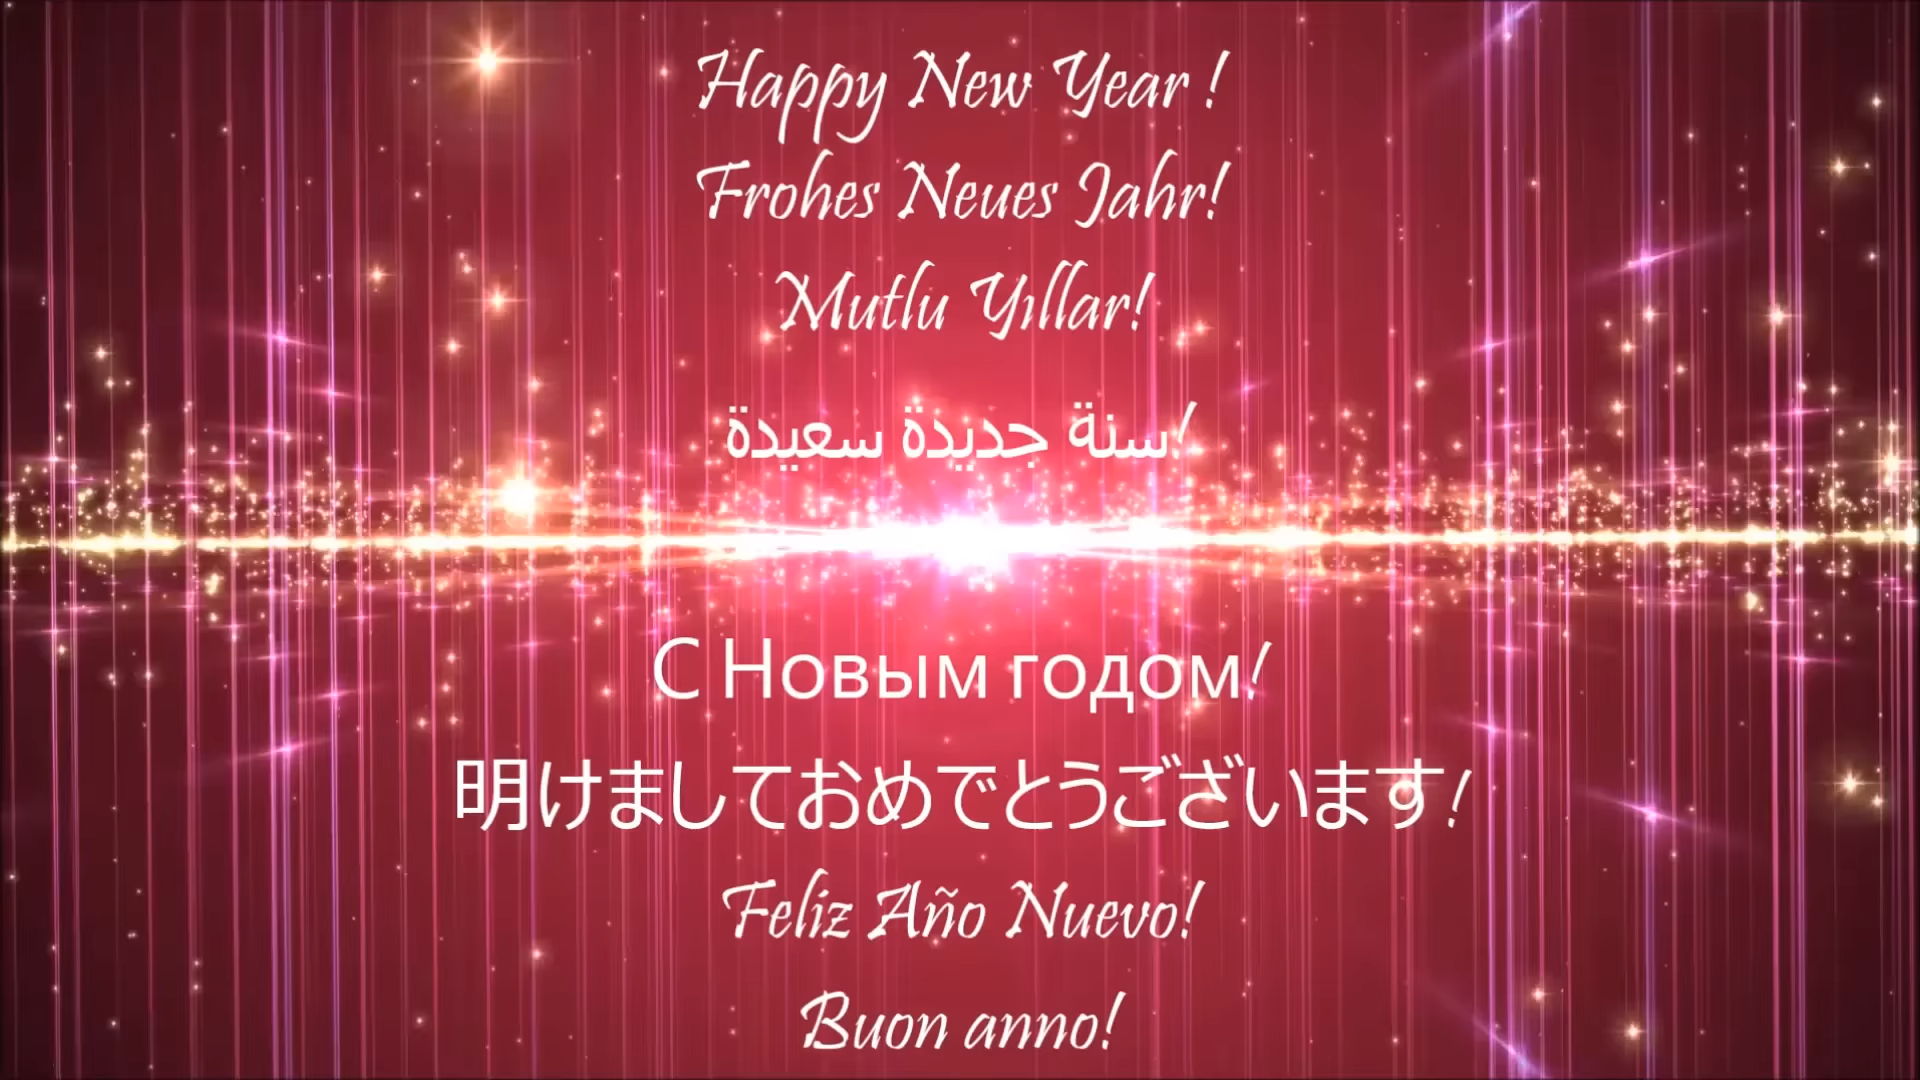 Happy New Year !
Frohes Neues Jahr!
Mutlu Yıllar!
سنة جديدة سعيدة!
С Новым годом!
明けましておめでとうございます!
Feliz Año Nuevo!
Buon anno!